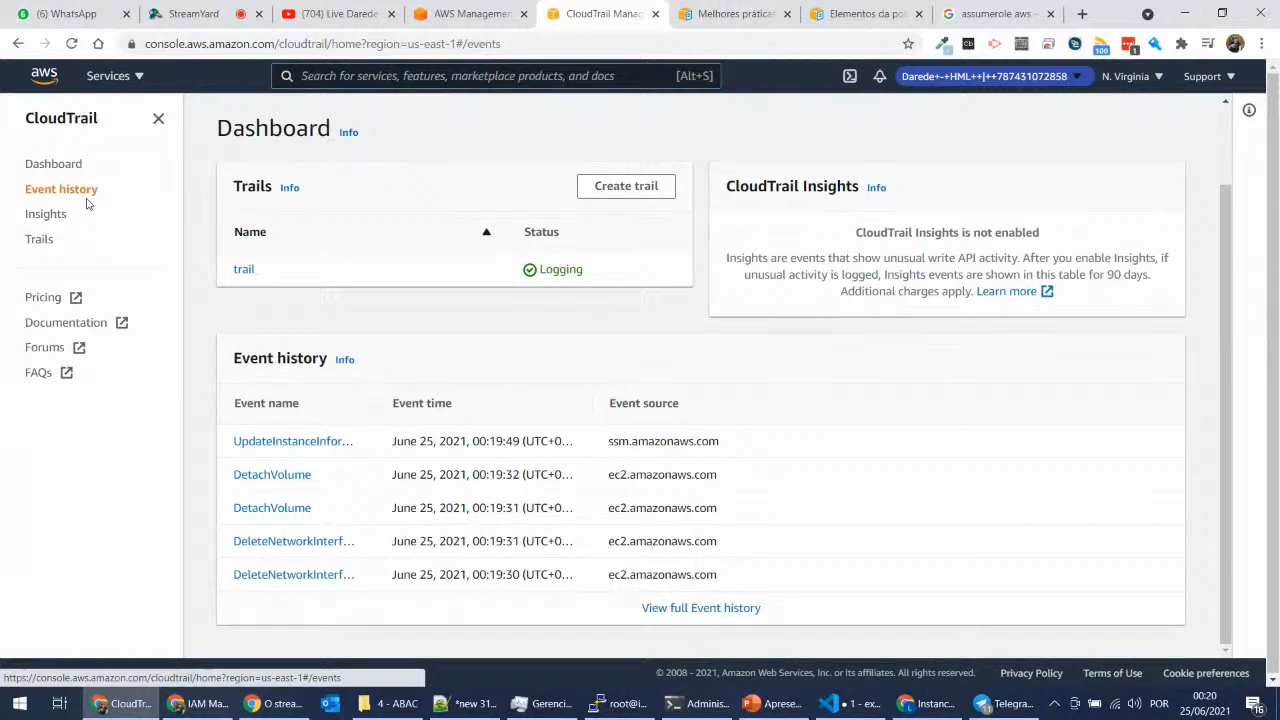 (6) WhatsApp
StreamYard
(704) Live Darede
AWS Managemen
CloudTrail Manag
Melhores prática
Elementos da po
assumerole aws -
console.aws.amazon.com/cloudtrail/home?region=us-east-1#/events
aws
Services
Search for services, features, marketplace products, and docs
[Alt+S]
Darede+-+HML++|++787431072858
N. Virginia
Support
CloudTrail
Dashboard
Event history
Insights
Trails
Pricing
Documentation
Forums
FAQs
Dashboard
Info
Trails Info
Create trail
Name
Status
trail
Logging
CloudTrail Insights Info
CloudTrail Insights is not enabled
Insights are events that show unusual write API activity. After you enable Insights, if
unusual activity is logged, Insights events are shown in this table for 90 days.
Additional charges apply. Learn more
Event history Info
Event name
Event time
Event source
UpdateInstanceInfor... June 25, 2021, 00:19:49 (UTC+0... ssm.amazonaws.com
DetachVolume June 25, 2021, 00:19:32 (UTC+0... ec2.amazonaws.com
DetachVolume June 25, 2021, 00:19:31 (UTC+0... ec2.amazonaws.com
DeleteNetworkInterf... June 25, 2021, 00:19:31 (UTC+0... ec2.amazonaws.com
DeleteNetworkInterf... June 25, 2021, 00:19:30 (UTC+0... ec2.amazonaws.com
View full Event history
https://console.aws.amazon.com/cloudtrail/home?region=us-east-1#/events
© 2008 - 2021, Amazon Web Services, Inc. or its affiliates. All rights reserved.
Privacy Policy
Terms of Use
Cookie preferences
CloudTr...
IAM Ma...
O strea...
4 - ABAC
*new 31...
Gerenci...
root@i...
Adminis...
Aprese...
1 - ex...
Instanc...
Telegra...
POR
00:20
25/06/2021
16